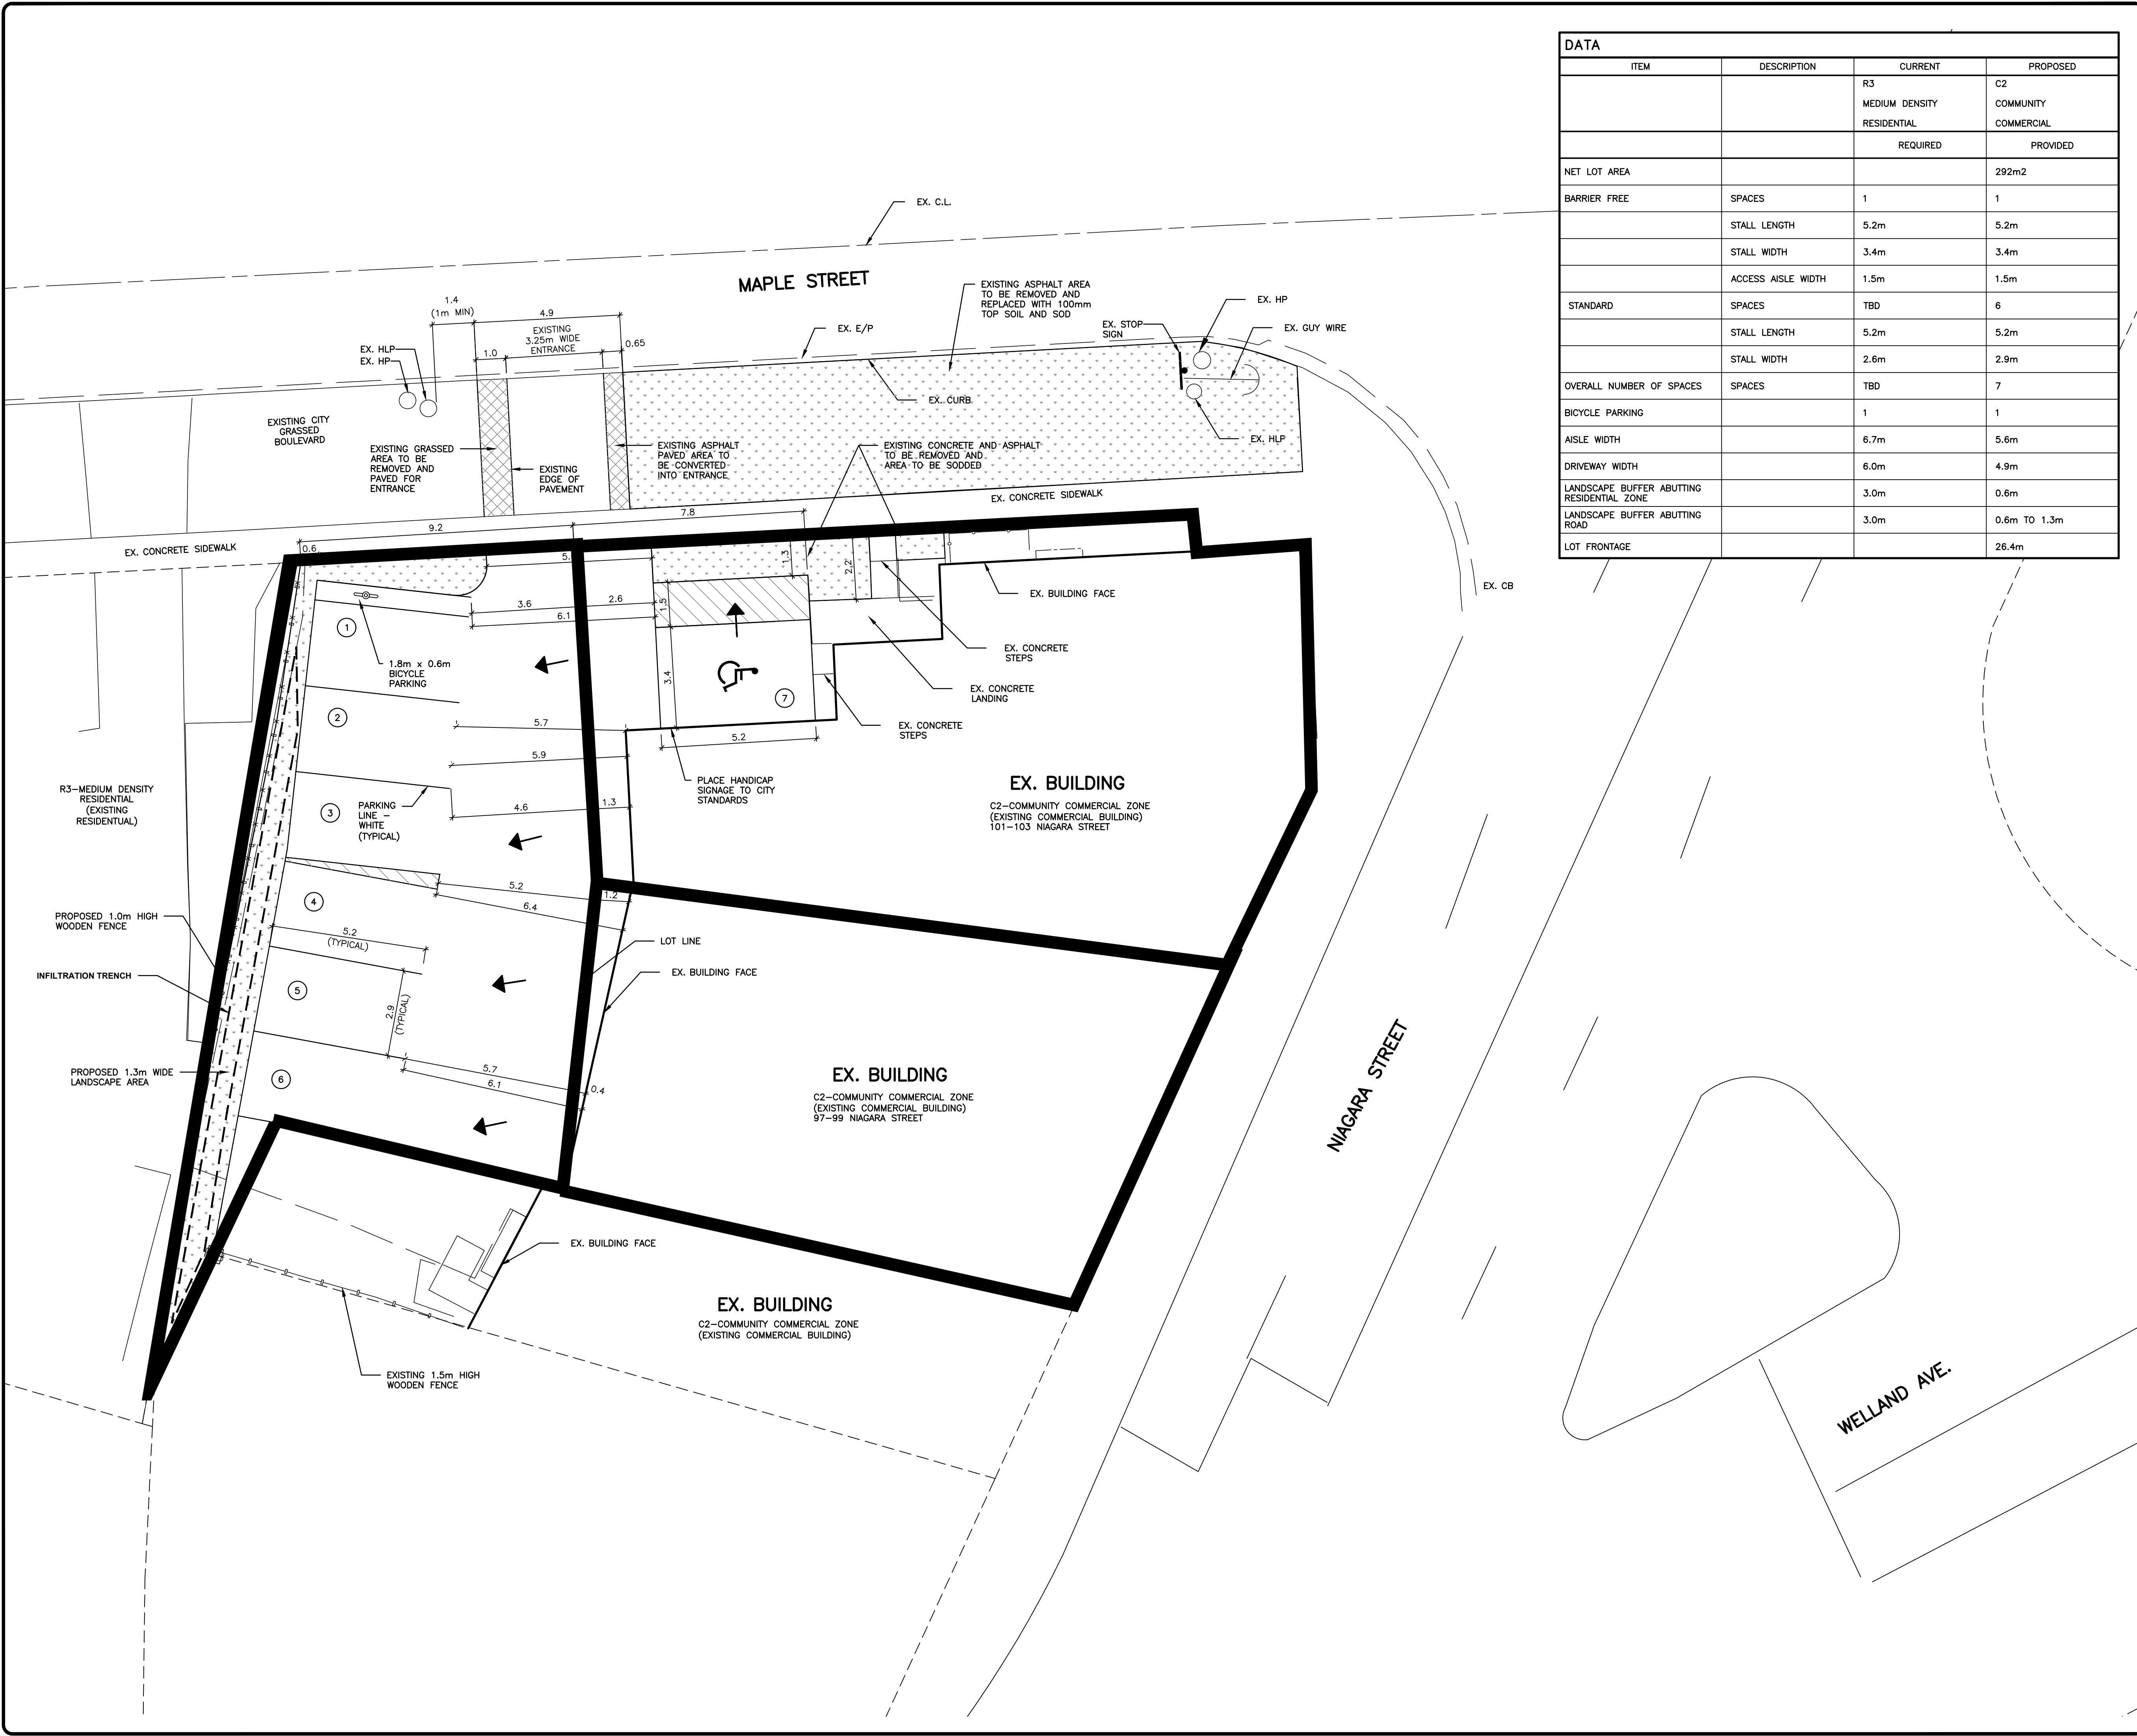 DATA
ITEM DESCRIPTION CURRENT PROPOSED
R3 C2
MEDIUM DENSITY COMMUNITY
RESIDENTIAL COMMERCIAL
REQUIRED PROVIDED
NET LOT AREA 292m2
BARRIER FREE SPACES 1 1
STALL LENGTH 5.2m 5.2m
STALL WIDTH 3.4m 3.4m
ACCESS AISLE WIDTH 1.5m 1.5m
STANDARD SPACES TBD 6
STALL LENGTH 5.2m 5.2m
STALL WIDTH 2.6m 2.9m
OVERALL NUMBER OF SPACES SPACES TBD 7
BICYCLE PARKING 1 1
AISLE WIDTH 6.7m 5.6m
DRIVEWAY WIDTH 6.0m 4.9m
LANDSCAPE BUFFER ABUTTING
RESIDENTIAL ZONE 3.0m 0.6m
LANDSCAPE BUFFER ABUTTING
ROAD 3.0m 0.6m TO 1.3m
LOT FRONTAGE 26.4m
EX. C.L.
MAPLE STREET
EXISTING ASPHALT AREA
TO BE REMOVED AND
REPLACED WITH 100mm
TOP SOIL AND SOD
EX. HP
EX. STOP
SIGN
EX. GUY WIRE
1.4
(1m MIN)
4.9
EXISTING
3.25m WIDE
ENTRANCE
1.0
0.65
EX. E/P
EX. HLP
EX. HP
EX. CURB
EX. HLP
EXISTING CITY
GRASSED
BOULEVARD
EXISTING GRASSED
AREA TO BE
REMOVED AND
PAVED FOR
ENTRANCE
EXISTING
EDGE OF
PAVEMENT
EXISTING ASPHALT
PAVED AREA TO
BE CONVERTED
INTO ENTRANCE
EXISTING CONCRETE AND ASPHALT
TO BE REMOVED AND
AREA TO BE SODDED
EX. CONCRETE SIDEWALK
EX. CONCRETE SIDEWALK
9.2
7.8
0.6
1.3
2.2
3.6
2.6
1.5
6.1
EX. BUILDING FACE
EX. CB
1
1.8m x 0.6m
BICYCLE
PARKING
3.4
7
EX. CONCRETE
STEPS
EX. CONCRETE
LANDING
EX. CONCRETE
STEPS
2
5.7
5.2
5.9
PLACE HANDICAP
SIGNAGE TO CITY
STANDARDS
R3-MEDIUM DENSITY
RESIDENTIAL
(EXISTING
RESIDENTUAL)
3
PARKING
LINE -
WHITE
(TYPICAL)
4.6
1.3
EX. BUILDING
C2-COMMUNITY COMMERCIAL ZONE
(EXISTING COMMERCIAL BUILDING)
101-103 NIAGARA STREET
4
5.2
1.2
6.4
PROPOSED 1.0m HIGH
WOODEN FENCE
5.2
(TYPICAL)
LOT LINE
INFILTRATION TRENCH
EX. BUILDING FACE
5
2.9
(TYPICAL)
PROPOSED 1.3m WIDE
LANDSCAPE AREA
6
5.7
6.1
0.4
EX. BUILDING
C2-COMMUNITY COMMERCIAL ZONE
(EXISTING COMMERCIAL BUILDING)
97-99 NIAGARA STREET
NIAGARA STREET
EX. BUILDING FACE
EX. BUILDING
C2-COMMUNITY COMMERCIAL ZONE
(EXISTING COMMERCIAL BUILDING)
EXISTING 1.5m HIGH
WOODEN FENCE
WELLAND AVE.